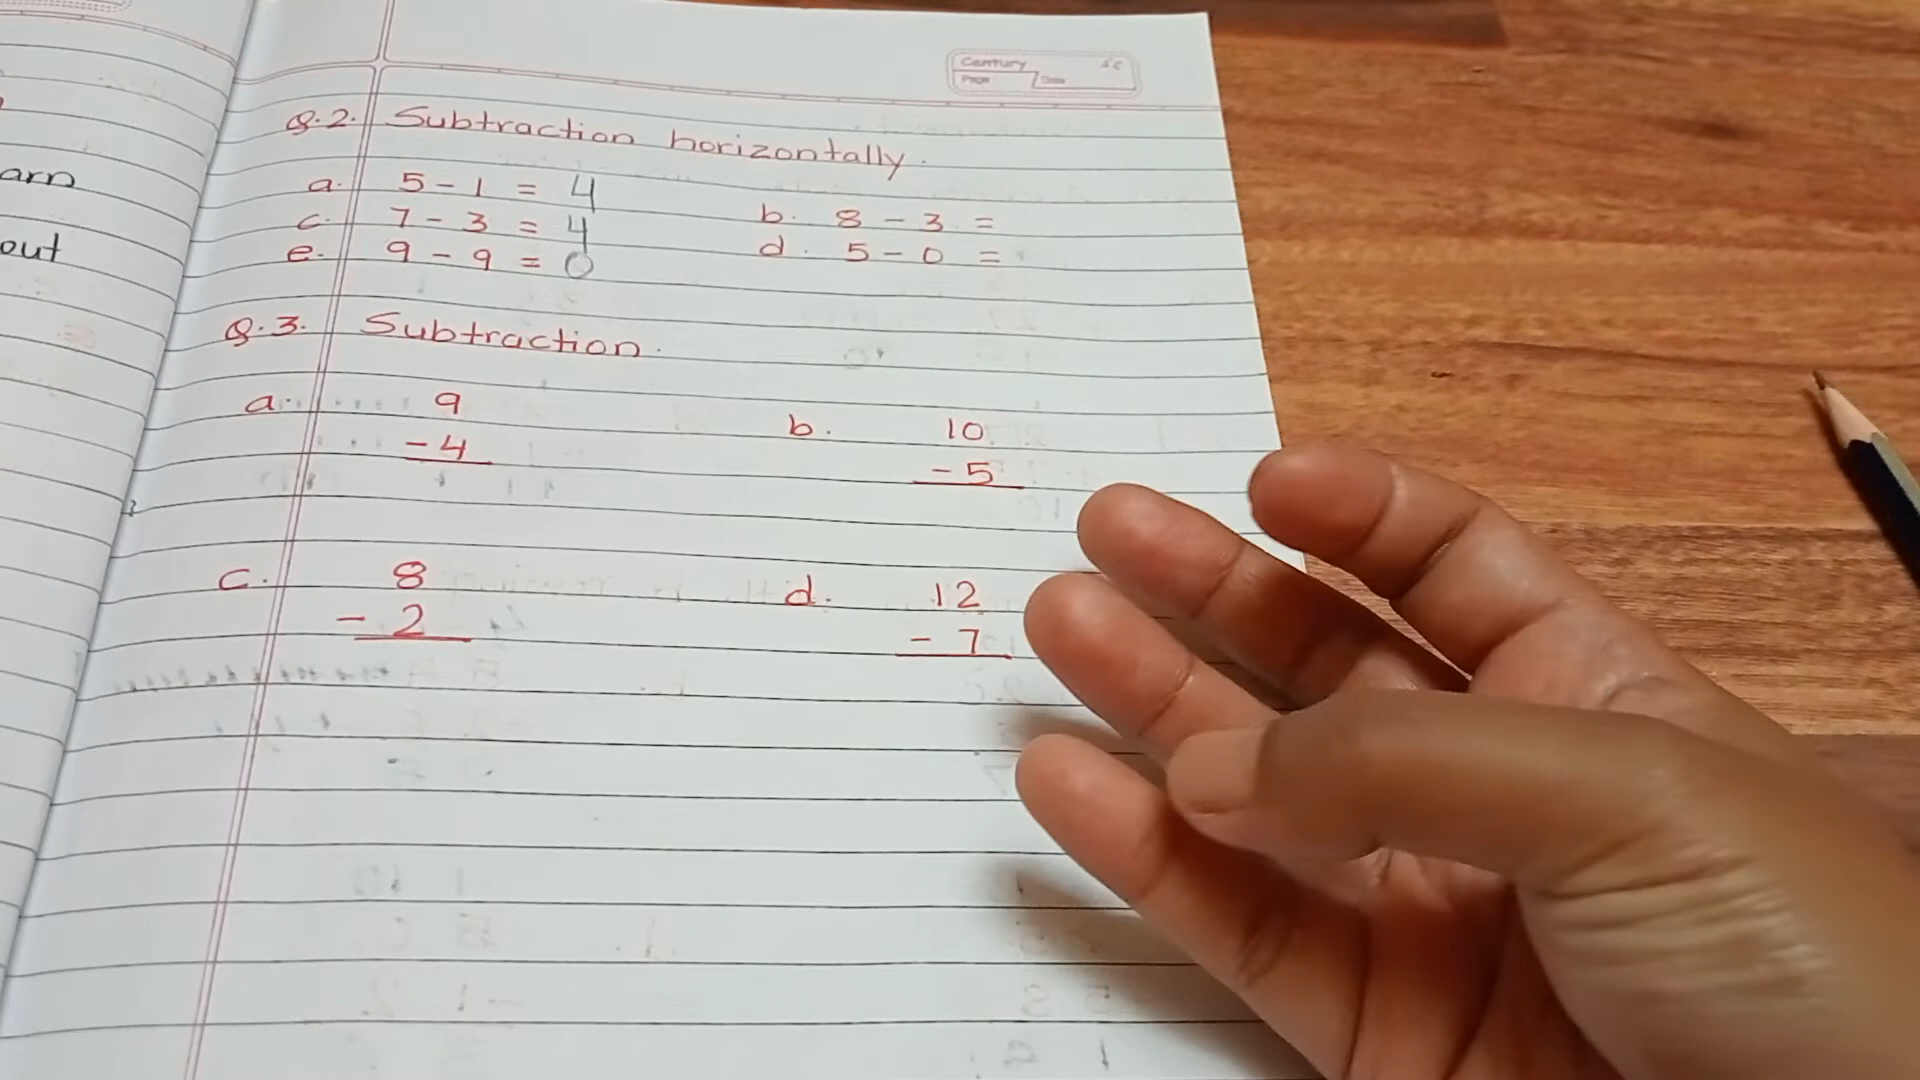 Century
Page Date
arn
out
Q.2. Subtraction horizontally.
a. 5 - 1 = 4
b. 8 - 3 =
c. 7 - 3 = 4
d. 5 - 0 =
e. 9 - 9 = 0
Q.3. Subtraction.
a. 9
- 4
b. 10
- 5
c. 8
- 2
d. 12
- 7